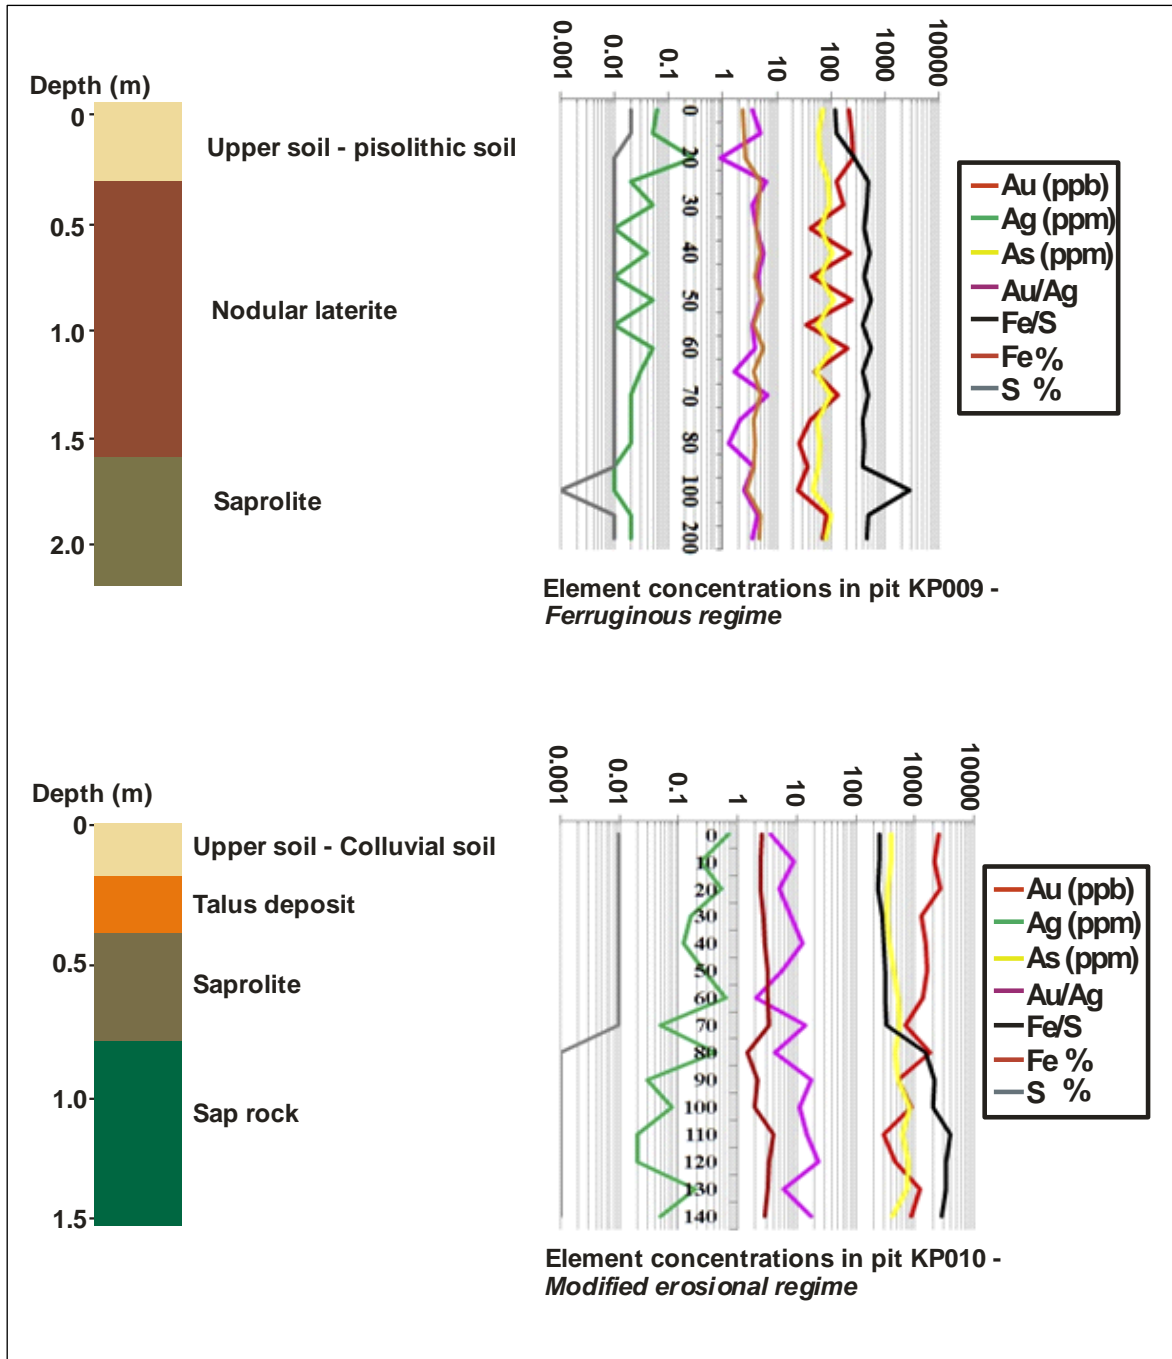 0.001
0.01
0.1
1
10
100
1000
10000
Depth (m)
0
Upper soil - pisolithic soil
0.5
Nodular laterite
1.0
1.5
Saprolite
2.0
0
20
30
40
50
60
70
80
100
200
Au (ppb)
Ag (ppm)
As (ppm)
Au/Ag
Fe/S
Fe %
S %
Element concentrations in pit KP009 -
Ferruginous regime
0.001
0.01
0.1
1
10
100
1000
10000
Depth (m)
0
Upper soil - Colluvial soil
Talus deposit
0.5
Saprolite
1.0
Sap rock
1.5
0
10
20
30
40
50
60
70
80
90
100
110
120
130
140
Au (ppb)
Ag (ppm)
As (ppm)
Au/Ag
Fe/S
Fe %
S %
Element concentrations in pit KP010 -
Modified erosional regime